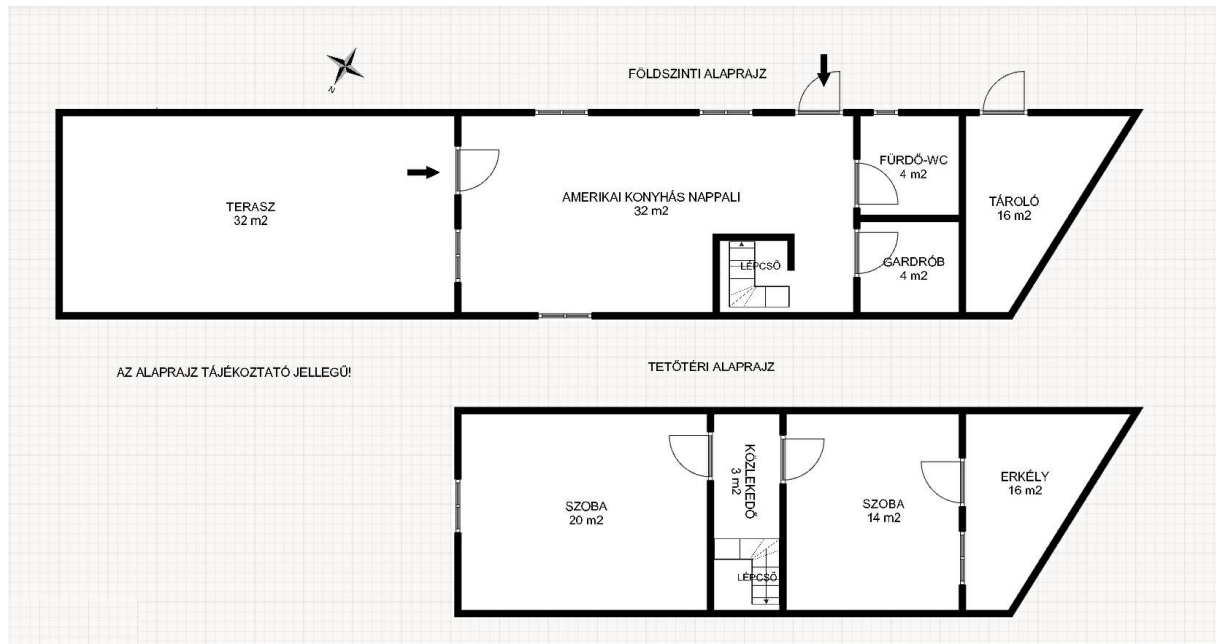 FÖLDSZINTI ALAPRAJZ
N
TERASZ
32 m2
AMERIKAI KONYHÁS NAPPALI
32 m2
LÉPCSŐ
FÜRDŐ-WC
4 m2
GARDRÓB
4 m2
TÁROLÓ
16 m2
AZ ALAPRAJZ TÁJÉKOZTATÓ JELLEGŰ!
TETŐTÉRI ALAPRAJZ
SZOBA
20 m2
KÖZLEKEDŐ
3 m2
LÉPCSŐ
SZOBA
14 m2
ERKÉLY
16 m2